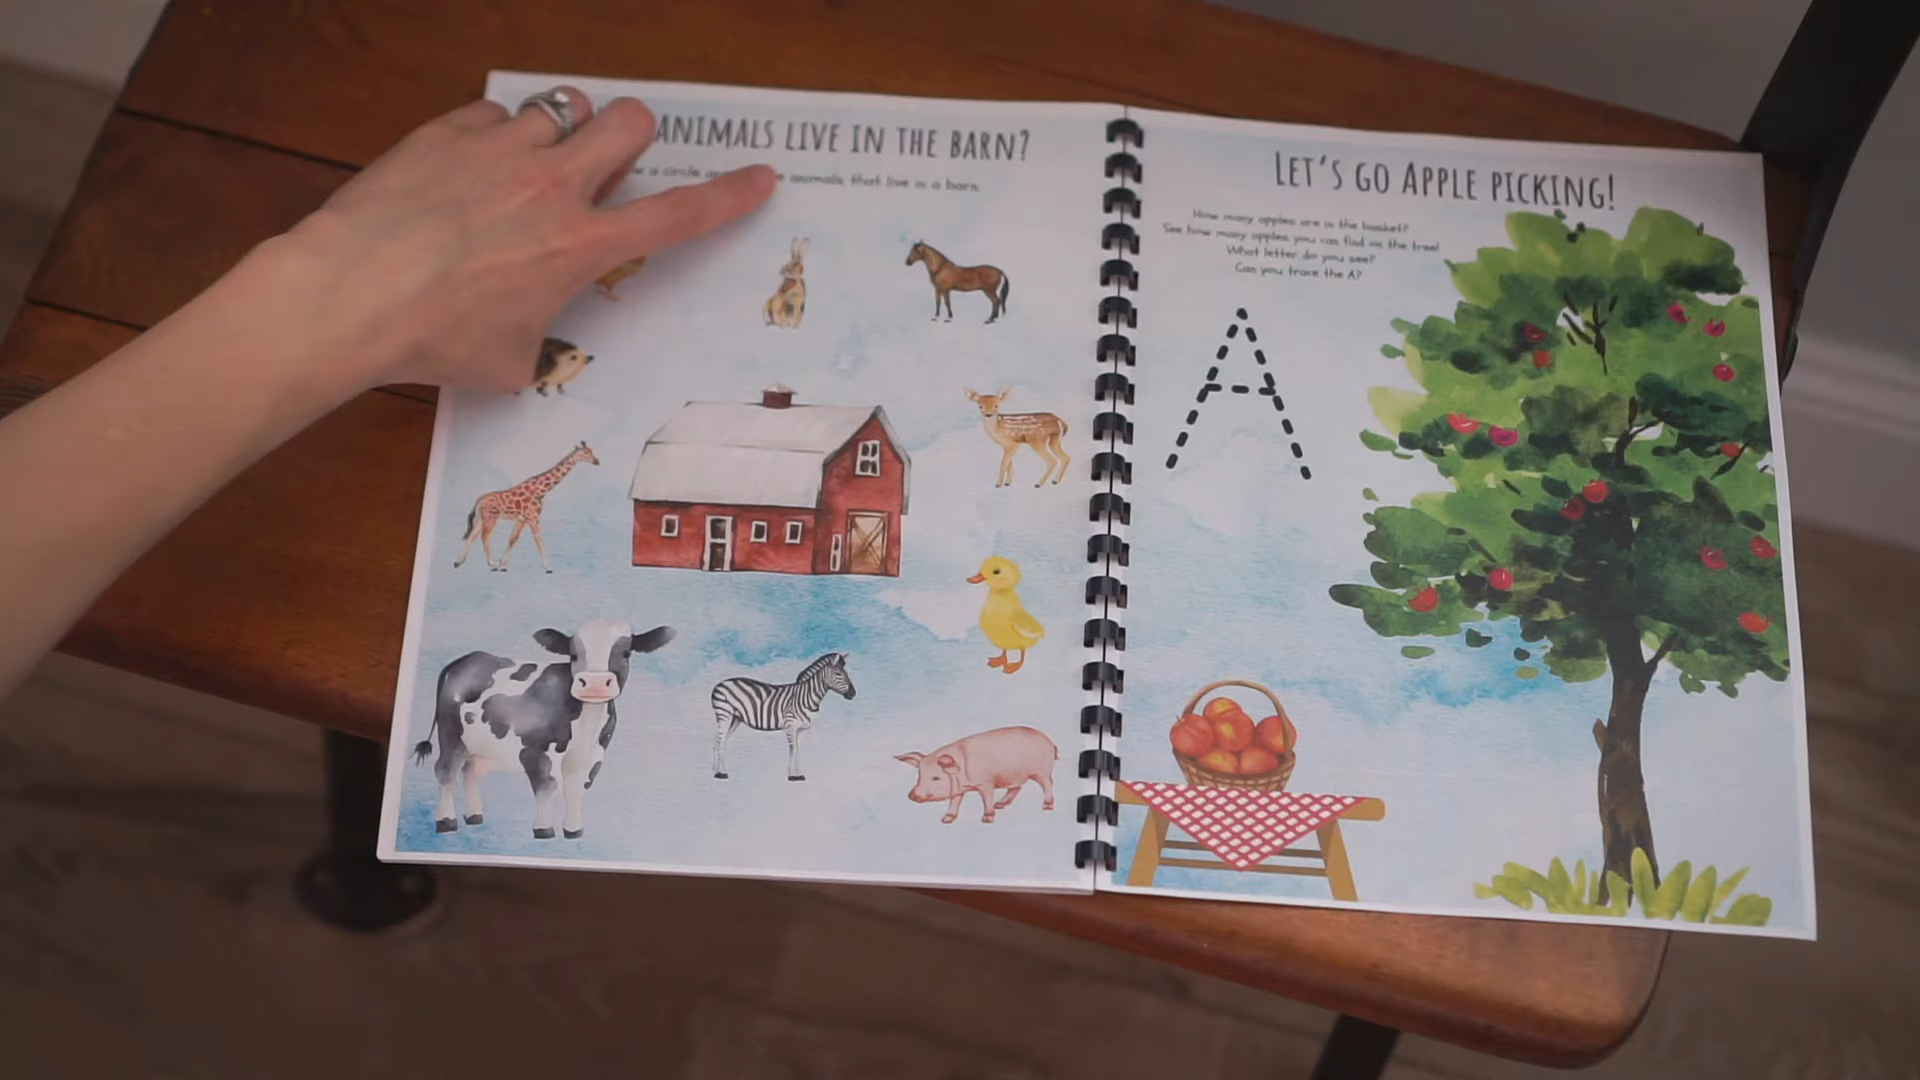 ANIMALS LIVE IN THE BARN?
a circle animals that live in a barn.
LET'S GO APPLE PICKING!
How many apples are in the basket?
See how many apples you can find on the tree!
What letter do you see?
Can you trace the A?
A